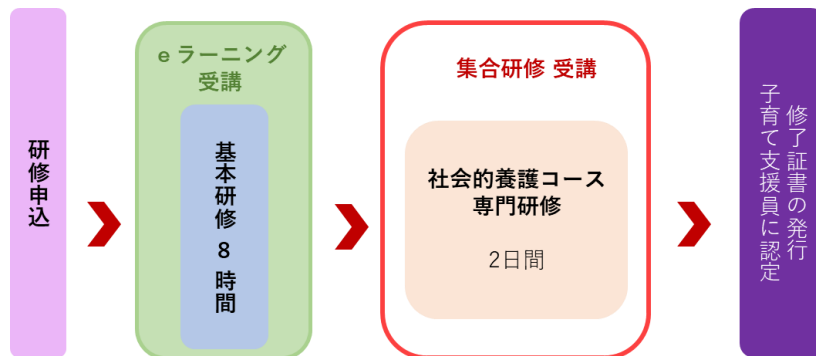 研修申込
e ラーニング
受講
基本研修 8 時間
集合研修 受講
社会的養護コース
専門研修
2日間
修了証書の発行
子育て支援員に認定